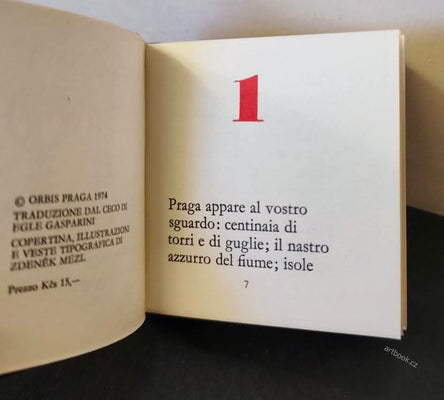 © ORBIS PRAGA 1974
TRADUZIONE DAL CECO DI
EGLE GASPARINI
COPERTINA, ILLUSTRAZIONI
E VESTE TIPOGRAFICA DI
ZDENĚK MÉZL
Prezzo Kčs 15,—
1
Praga appare al vostro
sguardo: centinaia di
torri e di guglie; il nastro
azzurro del fiume; isole
7
artbook.cz